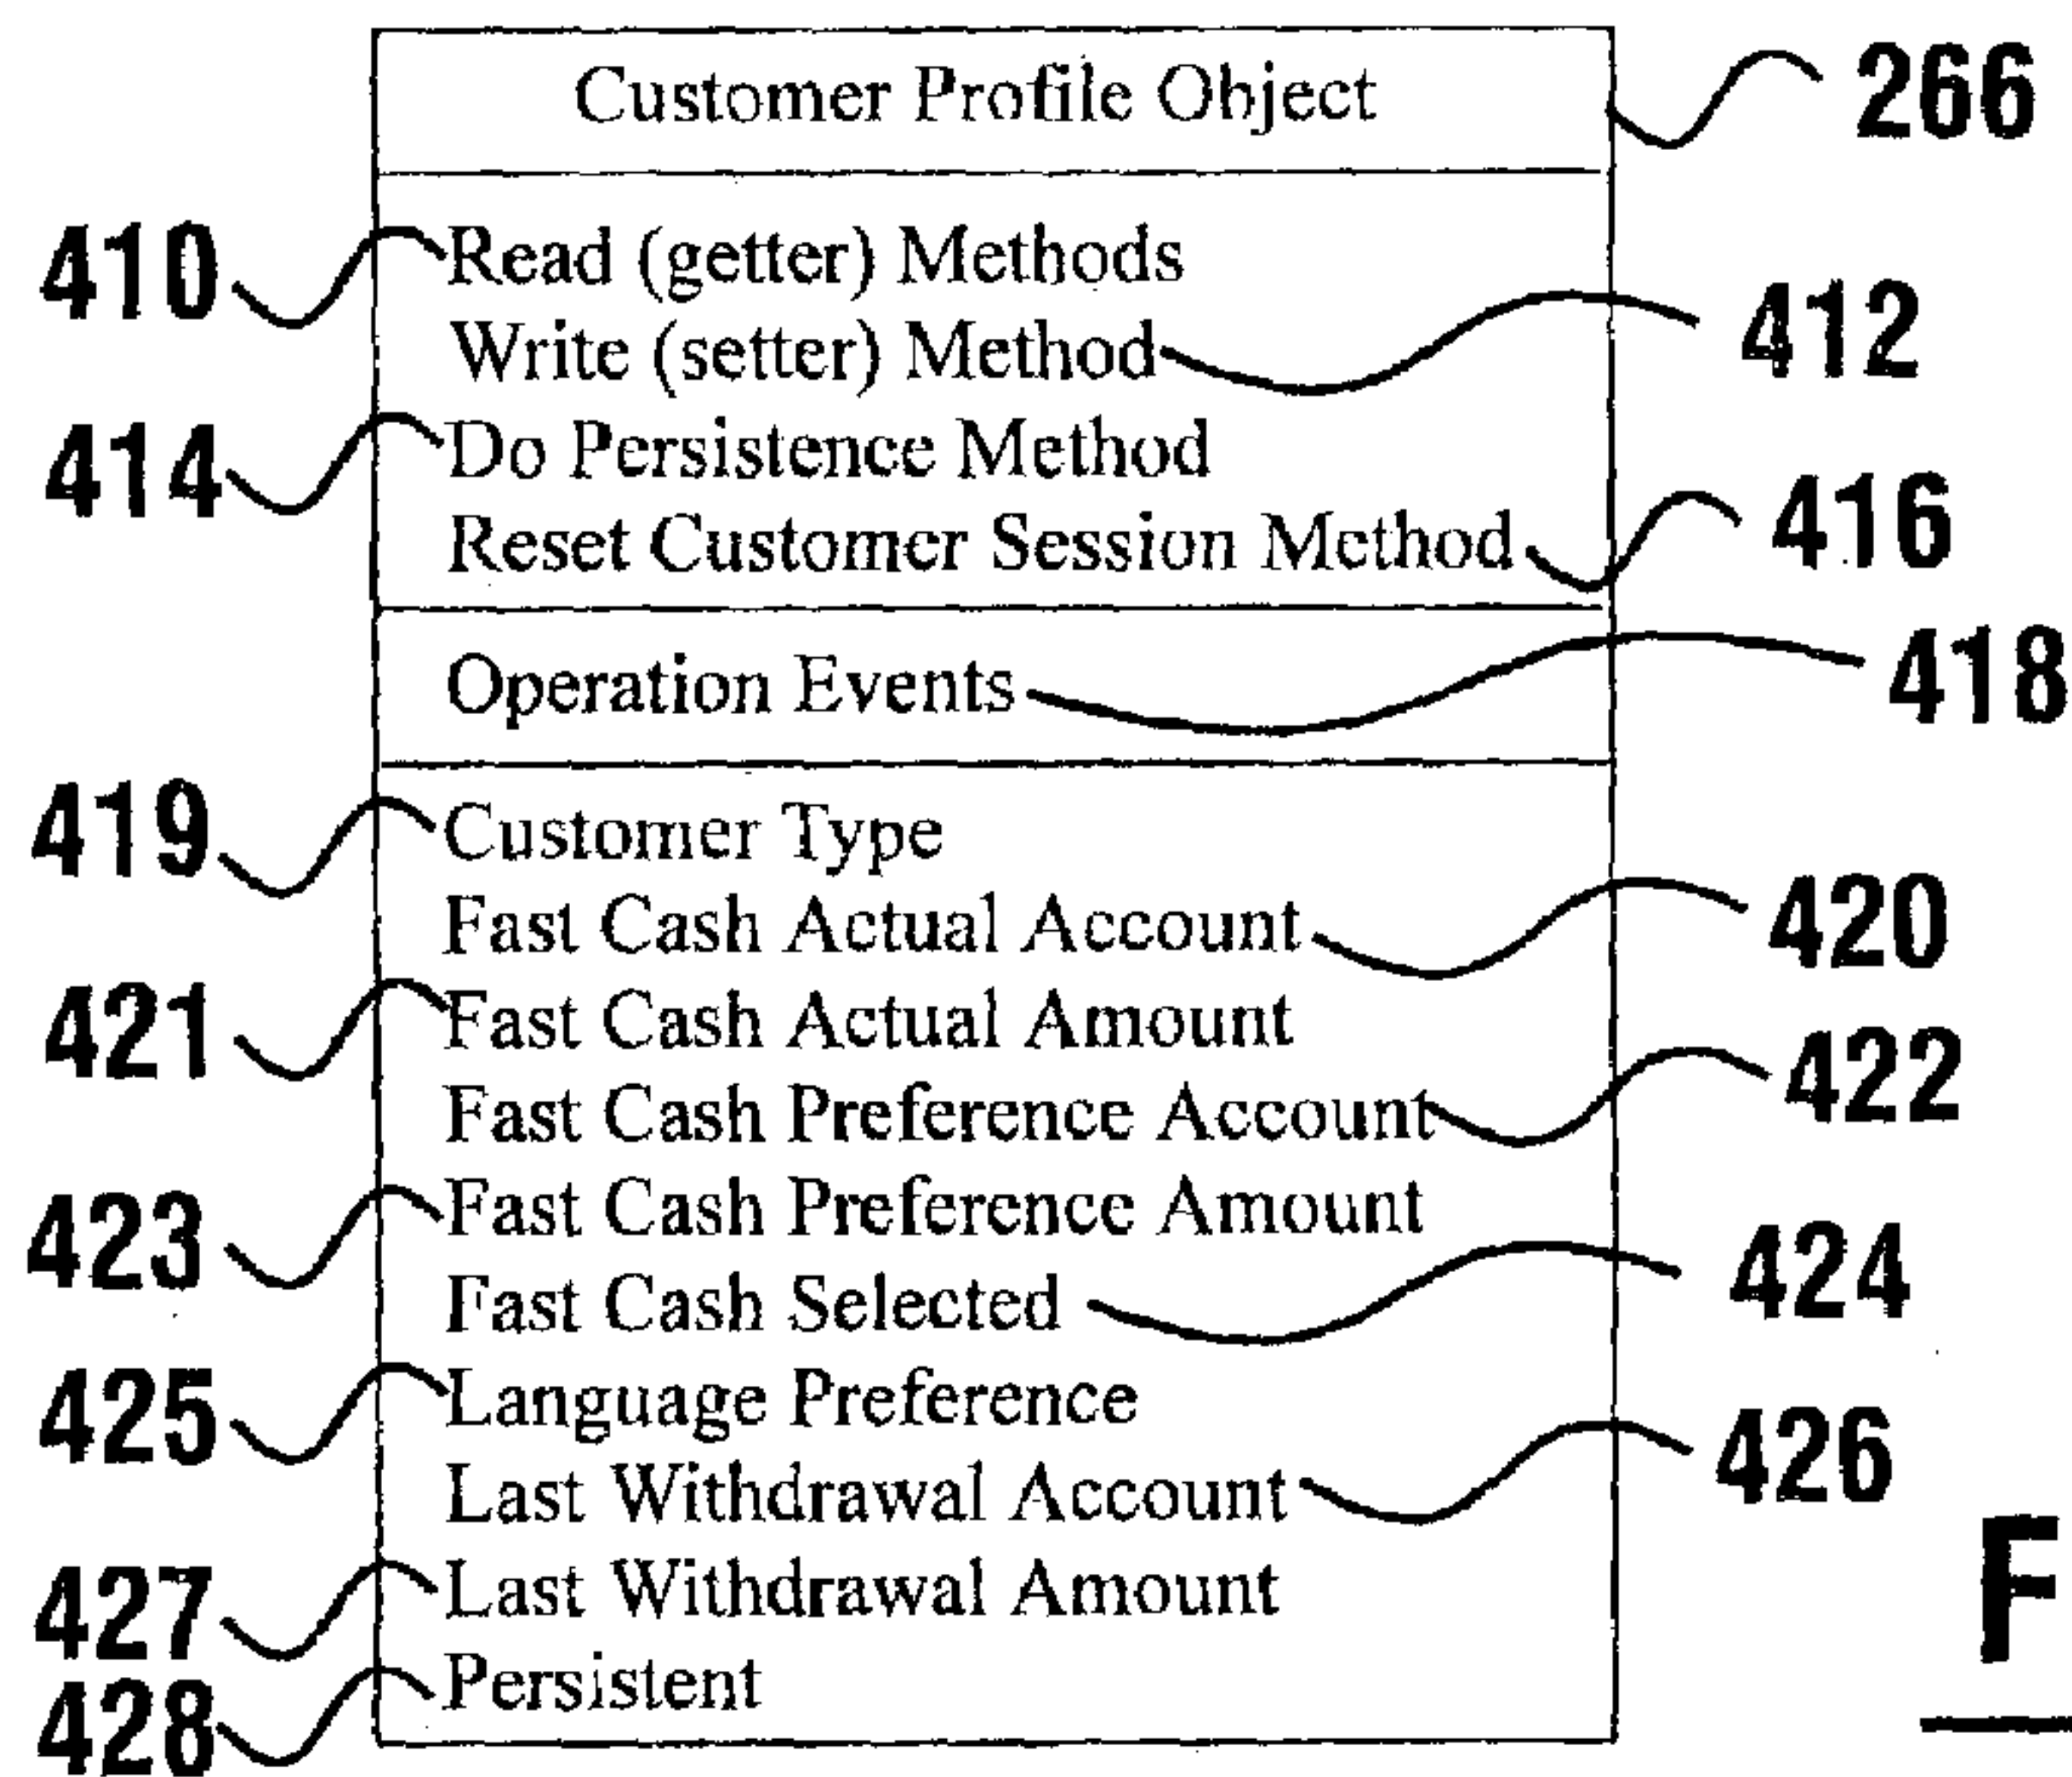 Customer Profile Object 266
410 Read (getter) Methods
Write (setter) Method 412
414 Do Persistence Method
Reset Customer Session Method 416
Operation Events 418
419 Customer Type
Fast Cash Actual Account 420
421 Fast Cash Actual Amount
Fast Cash Preference Account 422
423 Fast Cash Preference Amount
Fast Cash Selected 424
425 Language Preference
Last Withdrawal Account 426
427 Last Withdrawal Amount
428 Persistent
F